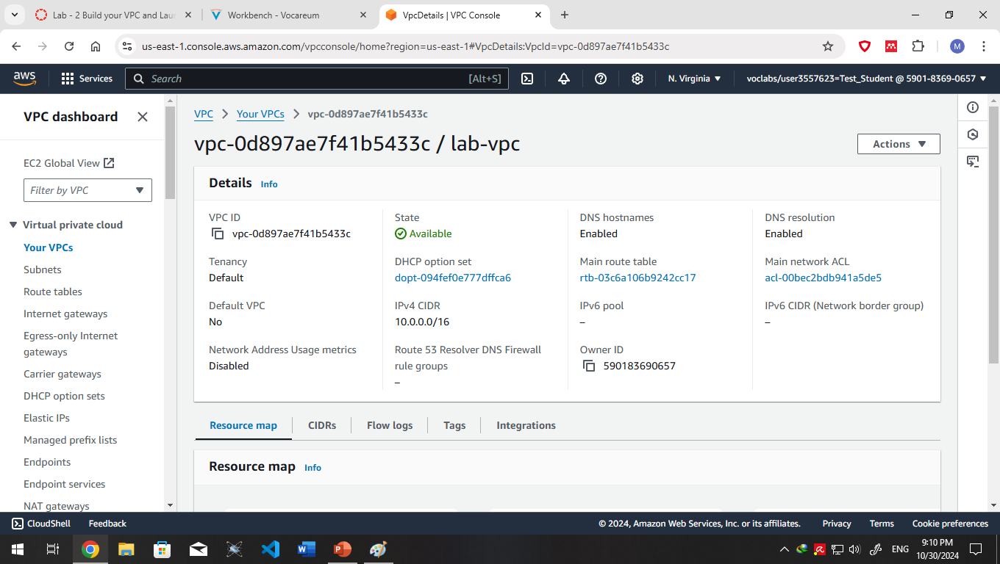 Lab - 2 Build your VPC and Lau
Workbench - Vocareum
VpcDetails | VPC Console
us-east-1.console.aws.amazon.com/vpcconsole/home?region=us-east-1#VpcDetails:VpcId=vpc-0d897ae7f41b5433c
M
aws
Services
Search
[Alt+S]
N. Virginia
voclabs/user3557623=Test_Student @ 5901-8369-0657
VPC dashboard
EC2 Global View
Filter by VPC
Virtual private cloud
Your VPCs
Subnets
Route tables
Internet gateways
Egress-only Internet
gateways
Carrier gateways
DHCP option sets
Elastic IPs
Managed prefix lists
Endpoints
Endpoint services
NAT gateways
VPC
Your VPCs
vpc-0d897ae7f41b5433c
vpc-0d897ae7f41b5433c / lab-vpc
Actions
Details Info
VPC ID
vpc-0d897ae7f41b5433c
State
Available
DNS hostnames
Enabled
DNS resolution
Enabled
Tenancy
Default
DHCP option set
dopt-094fef0e777dffca6
Main route table
rtb-03c6a106b9242cc17
Main network ACL
acl-00bec2bdb941a5de5
Default VPC
No
IPv4 CIDR
10.0.0.0/16
IPv6 pool
–
IPv6 CIDR (Network border group)
–
Network Address Usage metrics
Disabled
Route 53 Resolver DNS Firewall
rule groups
–
Owner ID
590183690657
Resource map
CIDRs
Flow logs
Tags
Integrations
Resource map Info
CloudShell
Feedback
© 2024, Amazon Web Services, Inc. or its affiliates.
Privacy
Terms
Cookie preferences
ENG
9:10 PM
10/30/2024